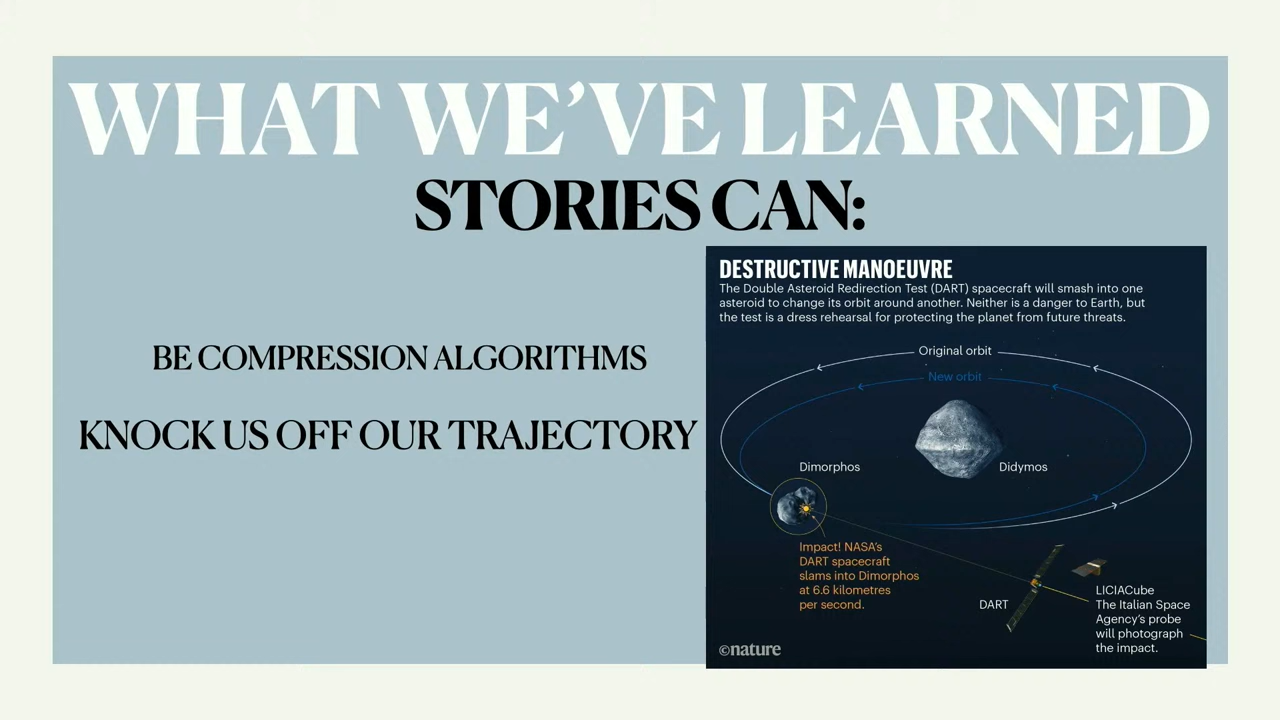 WHAT WE'VE LEARNED
STORIES CAN:
BE COMPRESSION ALGORITHMS
KNOCK US OFF OUR TRAJECTORY
DESTRUCTIVE MANOEUVRE
The Double Asteroid Redirection Test (DART) spacecraft will smash into one
asteroid to change its orbit around another. Neither is a danger to Earth, but
the test is a dress rehearsal for protecting the planet from future threats.
Original orbit
New orbit
Dimorphos
Didymos
Impact! NASA's
DART spacecraft
slams into Dimorphos
at 6.6 kilometres
per second.
DART
LICIACube
The Italian Space
Agency's probe
will photograph
the impact.
©nature